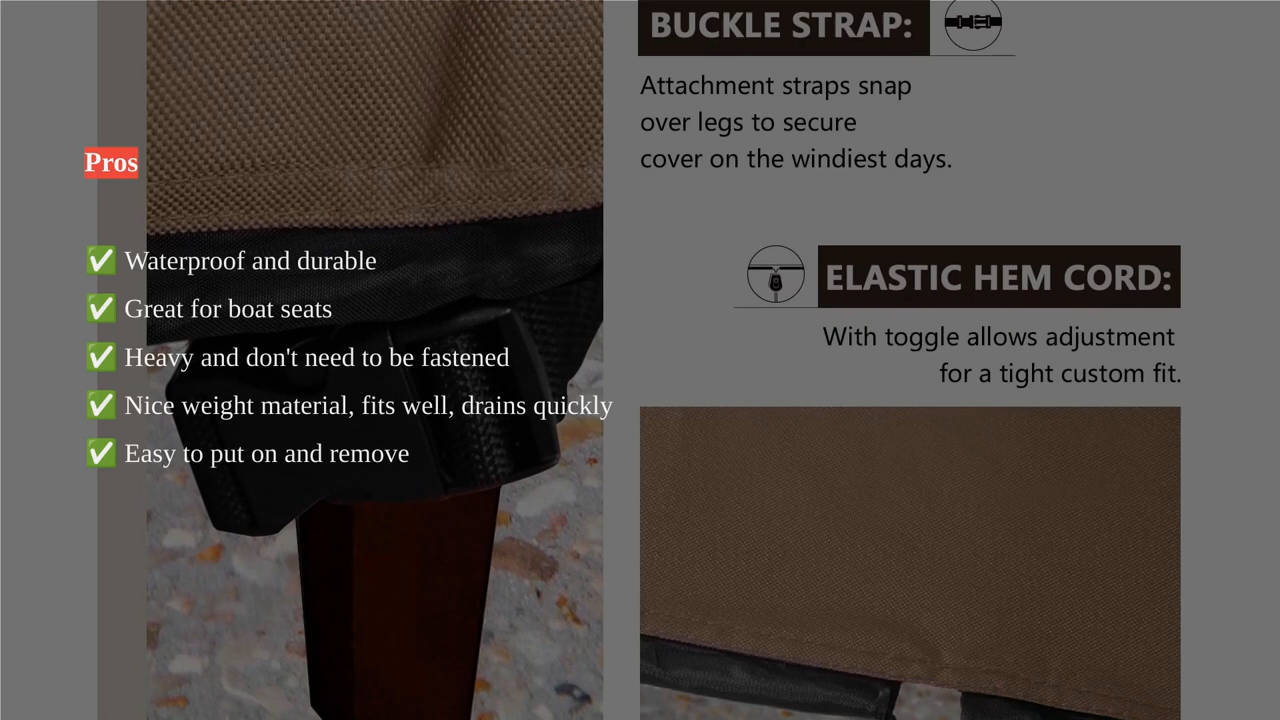 BUCKLE STRAP:
Attachment straps snap
over legs to secure
cover on the windiest days.
Pros
✅ Waterproof and durable
✅ Great for boat seats
✅ Heavy and don't need to be fastened
✅ Nice weight material, fits well, drains quickly
✅ Easy to put on and remove
ELASTIC HEM CORD:
With toggle allows adjustment
for a tight custom fit.